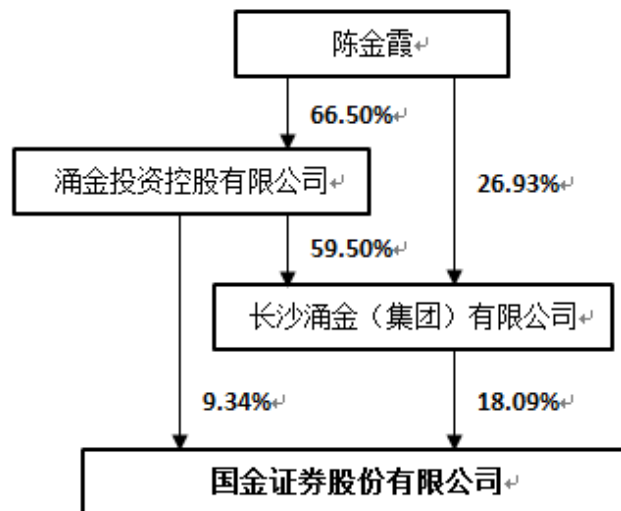 陈金霞↵
66.50%↵
涌金投资控股有限公司↵
26.93%↵
59.50%↵
长沙涌金（集团）有限公司↵
9.34%↵
18.09%↵
国金证券股份有限公司↵